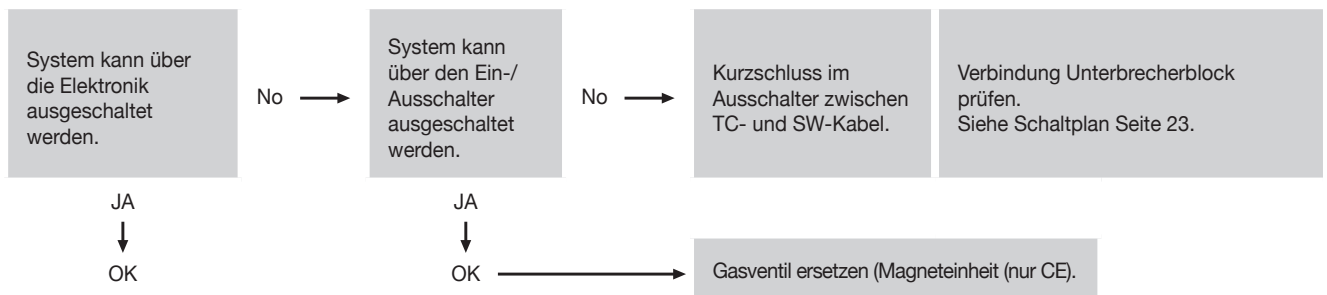 System kann über
die Elektronik
ausgeschaltet
werden.
No
System kann
über den Ein-/
Ausschalter
ausgeschaltet
werden.
No
Kurzschluss im
Ausschalter zwischen
TC- und SW-Kabel.
Verbindung Unterbrecherblock
prüfen.
Siehe Schaltplan Seite 23.
JA
OK
JA
OK
Gasventil ersetzen (Magneteinheit (nur CE).